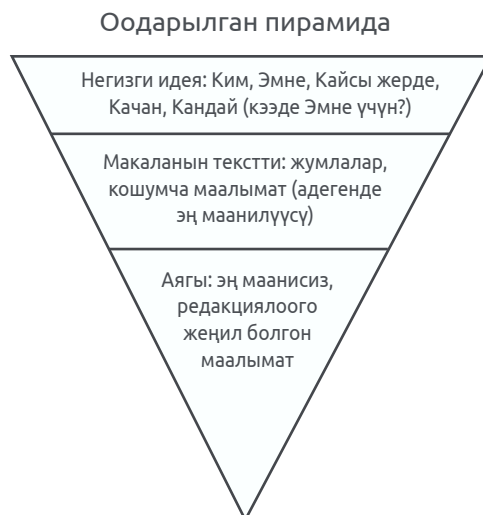 Оодарылган пирамида
Негизги идея: Ким, Эмне, Кайсы жерде,
Качан, Кандай (кээде Эмне үчүн?)
Макаланын текстти: жумлалар,
кошумча маалымат (адегенде
эң маанилүүсү)
Аягы: эң маанисиз,
редакциялоого
жеңил болгон
маалымат